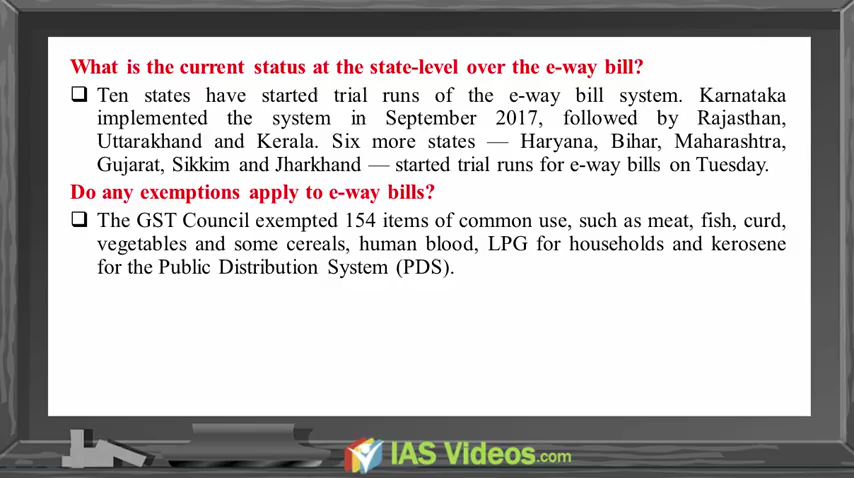 What is the current status at the state-level over the e-way bill?
❑ Ten states have started trial runs of the e-way bill system. Karnataka
implemented the system in September 2017, followed by Rajasthan,
Uttarakhand and Kerala. Six more states — Haryana, Bihar, Maharashtra,
Gujarat, Sikkim and Jharkhand — started trial runs for e-way bills on Tuesday.
Do any exemptions apply to e-way bills?
❑ The GST Council exempted 154 items of common use, such as meat, fish, curd,
vegetables and some cereals, human blood, LPG for households and kerosene
for the Public Distribution System (PDS).
IAS Videos.com